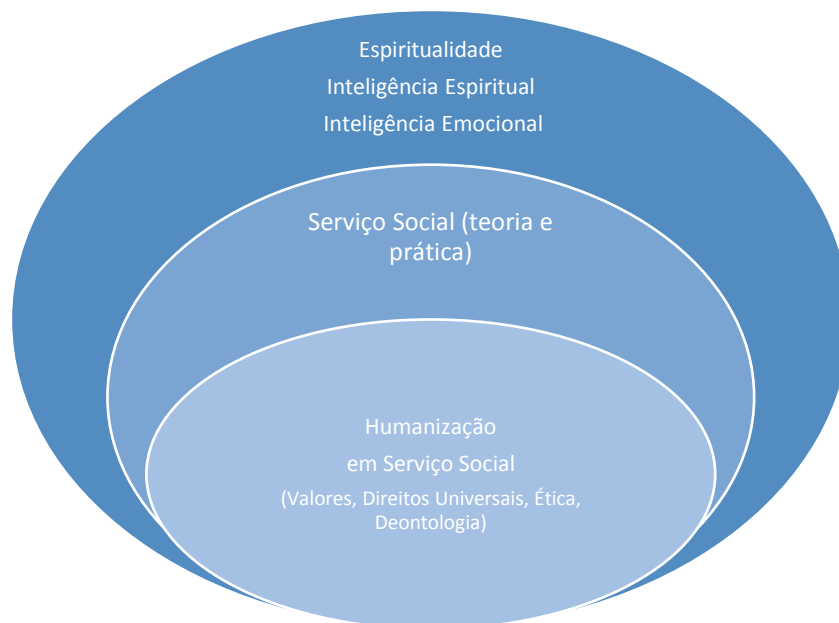 Espiritualidade
Inteligência Espiritual
Inteligência Emocional
Serviço Social (teoria e
prática)
Humanização
em Serviço Social
(Valores, Direitos Universais, Ética,
Deontologia)